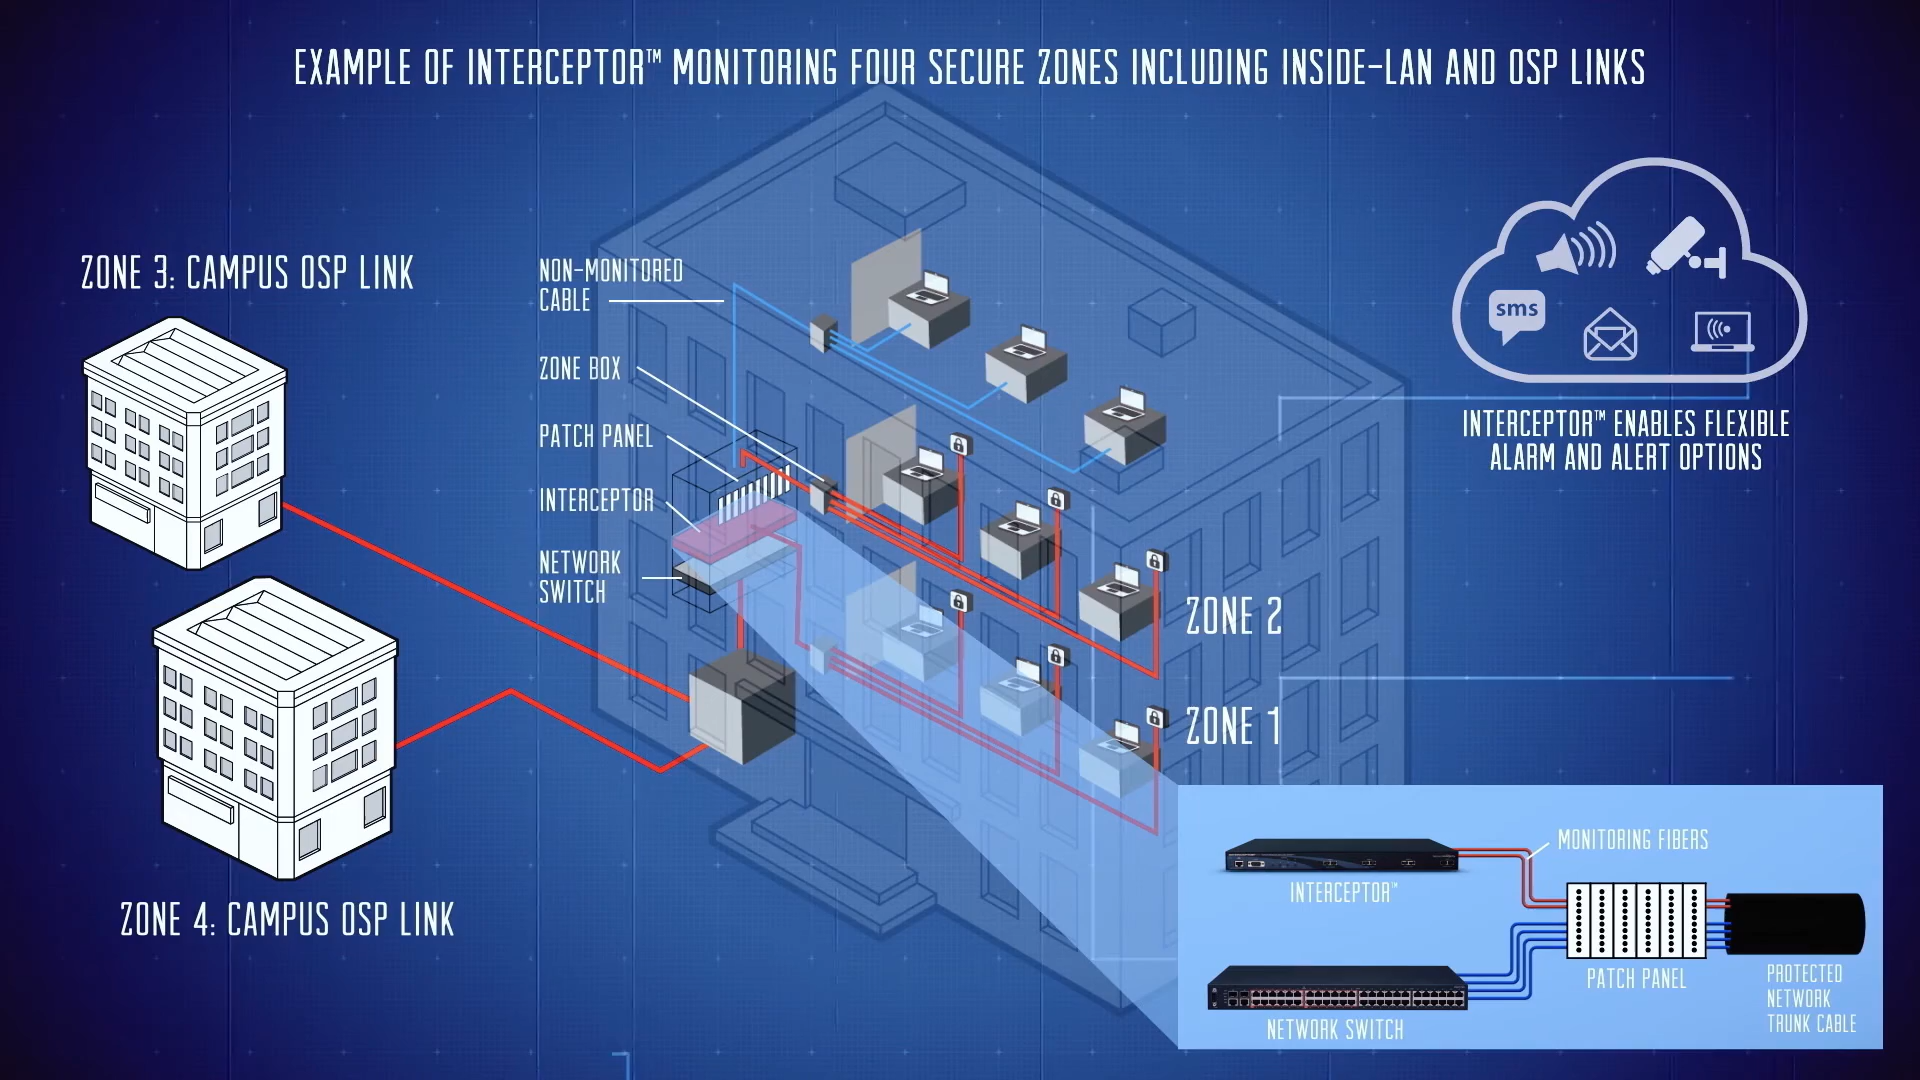 EXAMPLE OF INTERCEPTOR™ MONITORING FOUR SECURE ZONES INCLUDING INSIDE-LAN AND OSP LINKS
ZONE 3: CAMPUS OSP LINK
ZONE 4: CAMPUS OSP LINK
NON-MONITORED
CABLE
ZONE BOX
PATCH PANEL
INTERCEPTOR
NETWORK
SWITCH
ZONE 2
ZONE 1
sms
INTERCEPTOR™ ENABLES FLEXIBLE
ALARM AND ALERT OPTIONS
MONITORING FIBERS
INTERCEPTOR™
PATCH PANEL
NETWORK SWITCH
PROTECTED
NETWORK
TRUNK CABLE